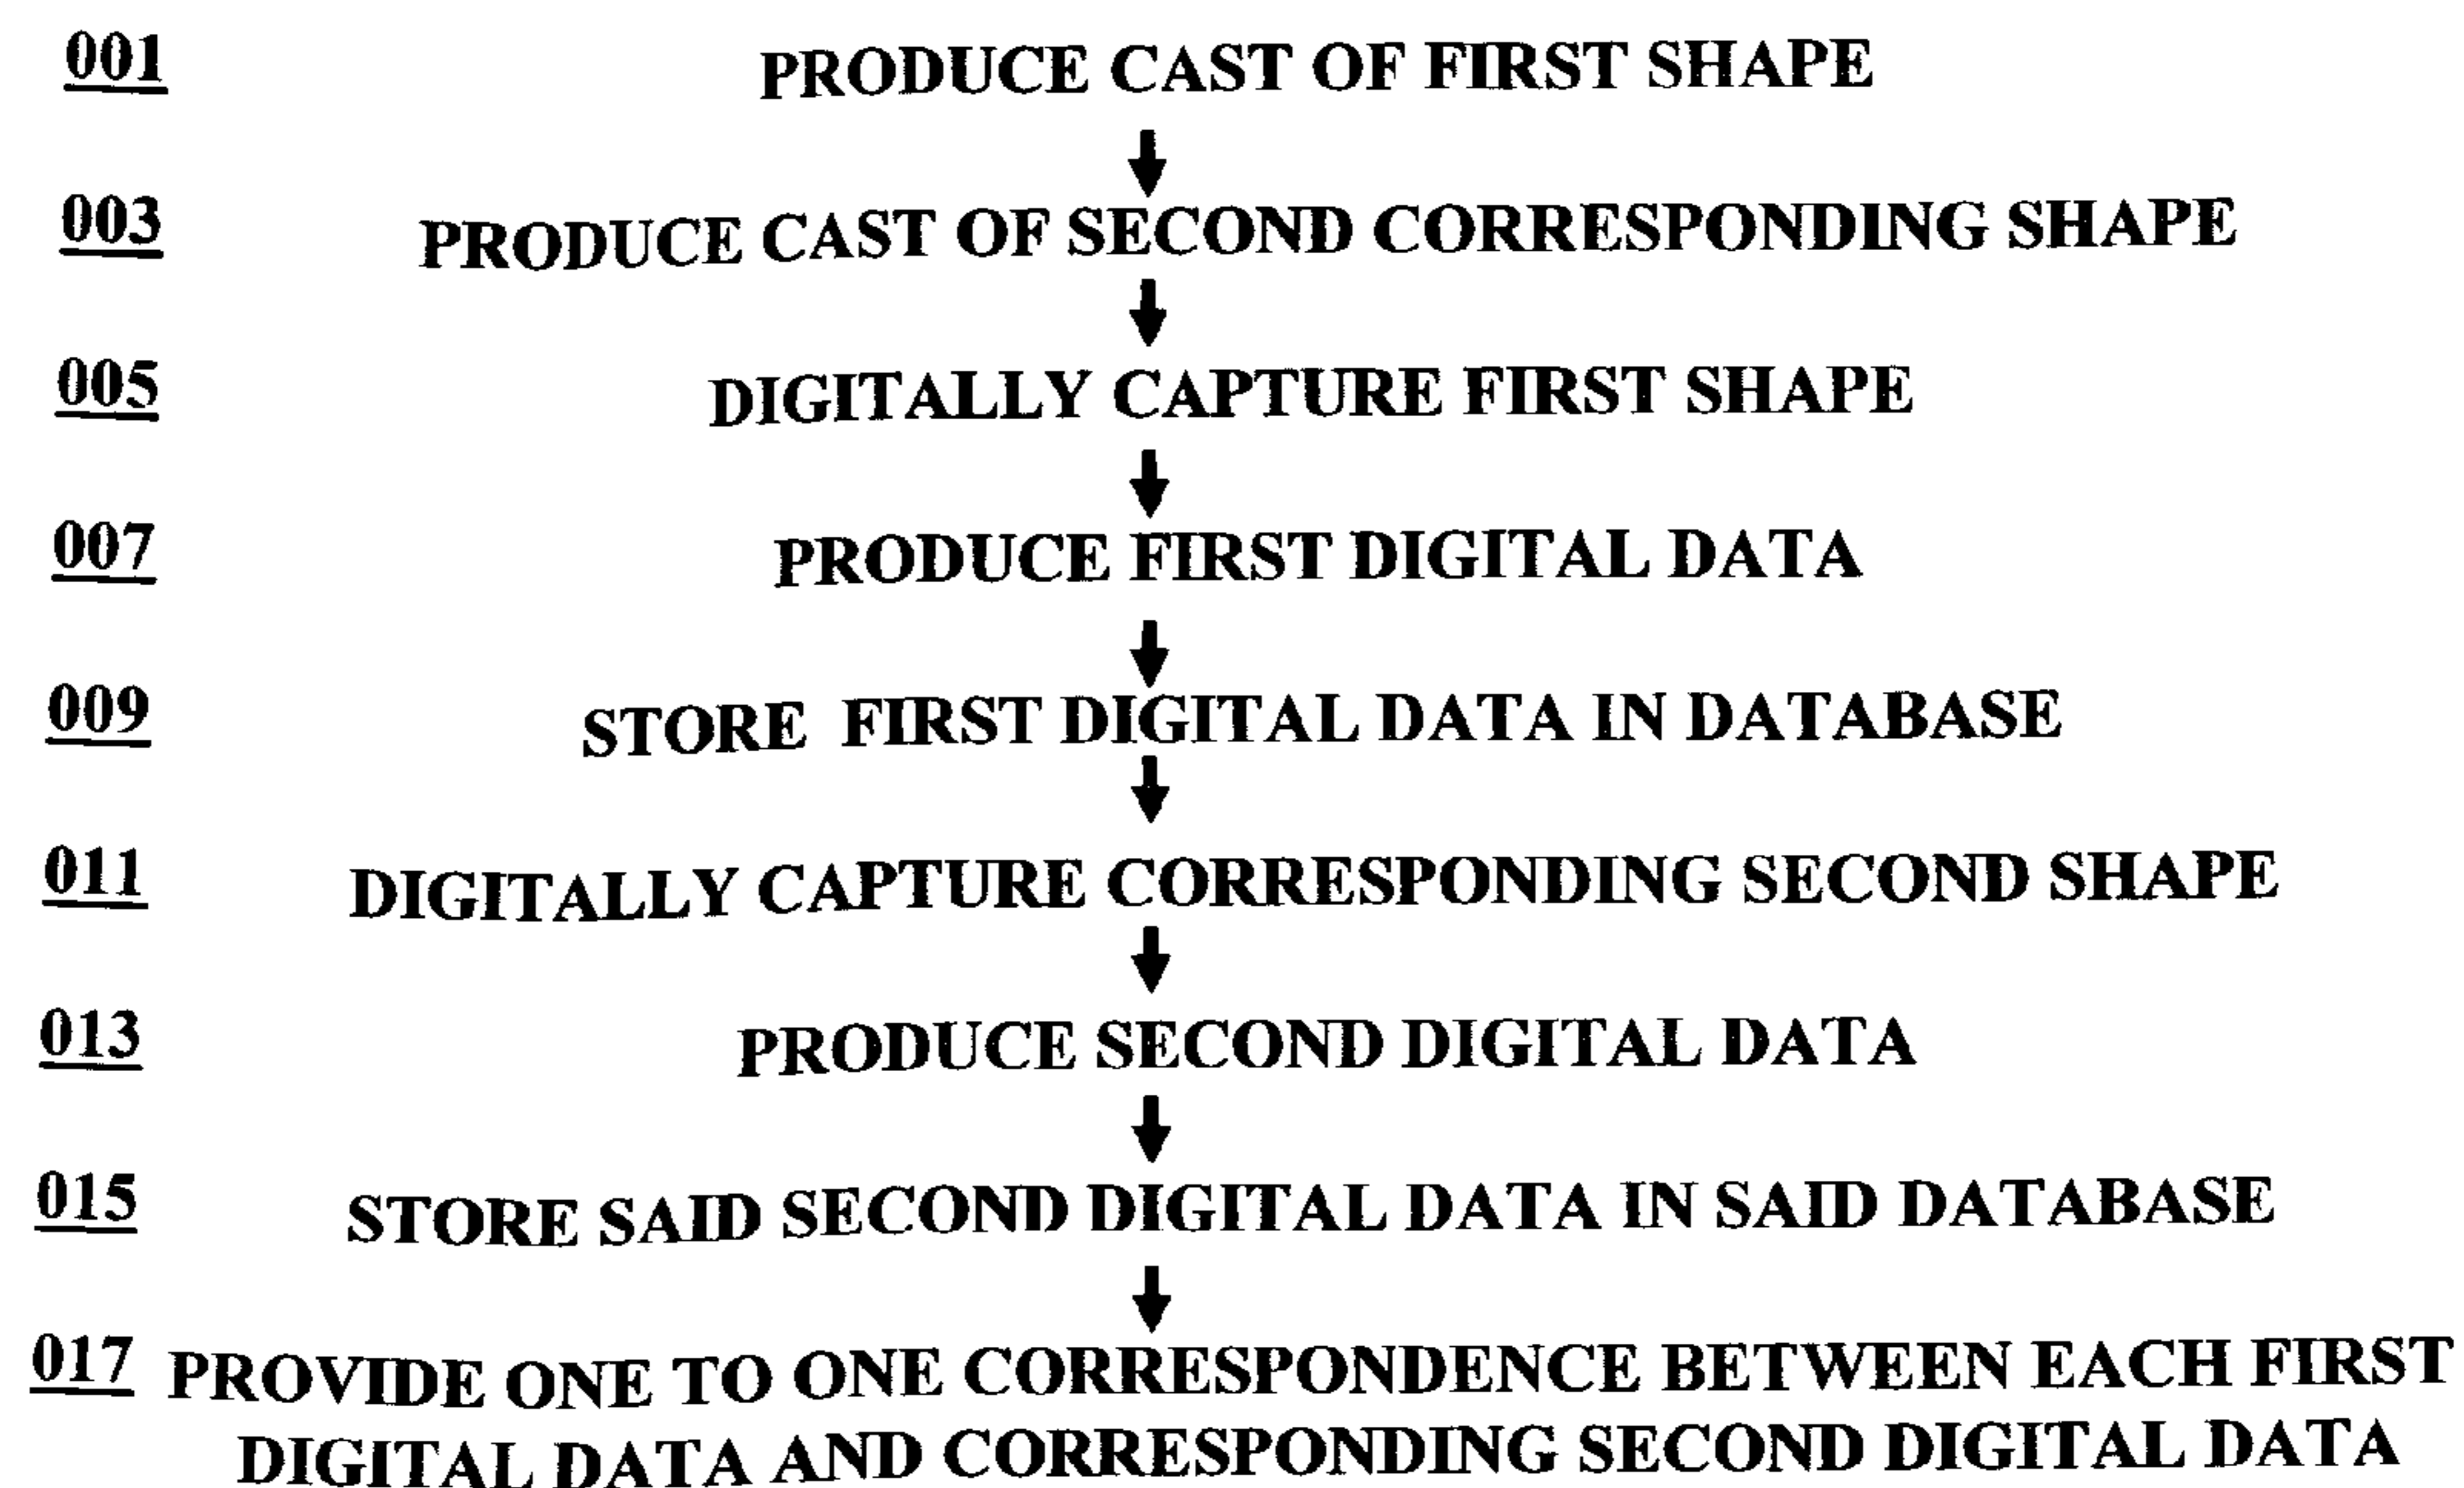 001 PRODUCE CAST OF FIRST SHAPE
003 PRODUCE CAST OF SECOND CORRESPONDING SHAPE
005 DIGITALLY CAPTURE FIRST SHAPE
007 PRODUCE FIRST DIGITAL DATA
009 STORE FIRST DIGITAL DATA IN DATABASE
011 DIGITALLY CAPTURE CORRESPONDING SECOND SHAPE
013 PRODUCE SECOND DIGITAL DATA
015 STORE SAID SECOND DIGITAL DATA IN SAID DATABASE
017 PROVIDE ONE TO ONE CORRESPONDENCE BETWEEN EACH FIRST
DIGITAL DATA AND CORRESPONDING SECOND DIGITAL DATA